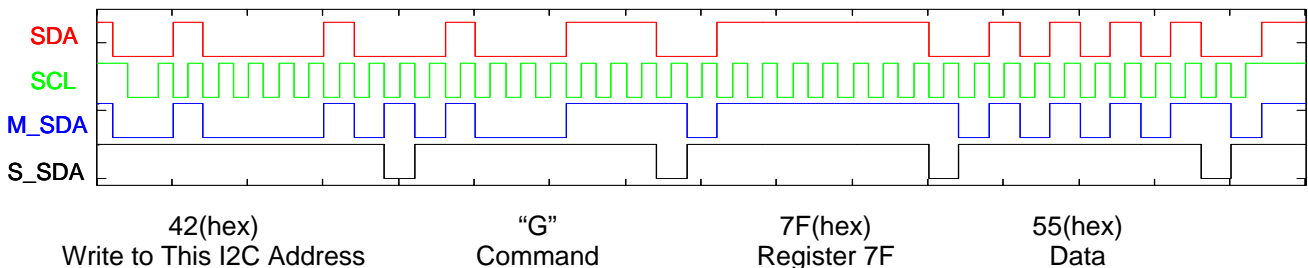 SDA
SCL
M_SDA
S_SDA
42(hex) “G” 7F(hex) 55(hex)
Write to This I2C Address Command Register 7F Data